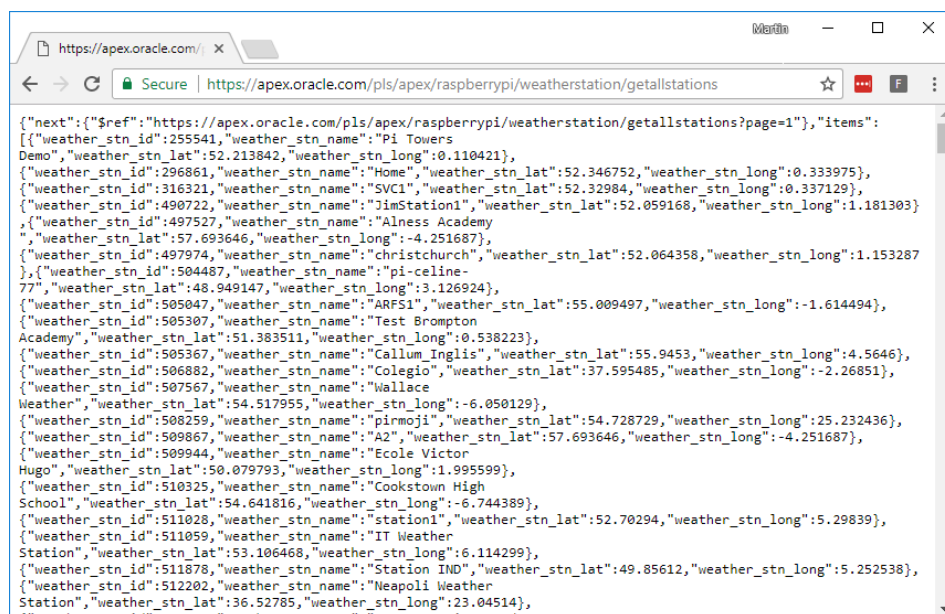 Martin
https://apex.oracle.com/
Secure | https://apex.oracle.com/pls/apex/raspberrypi/weatherstation/getallstations
F
{"next":{"$ref":"https://apex.oracle.com/pls/apex/raspberrypi/weatherstation/getallstations?page=1"},"items":
[{"weather_stn_id":255541,"weather_stn_name":"Pi Towers
Demo","weather_stn_lat":52.213842,"weather_stn_long":0.110421},
{"weather_stn_id":296861,"weather_stn_name":"Home","weather_stn_lat":52.346752,"weather_stn_long":0.333975},
{"weather_stn_id":316321,"weather_stn_name":"SVC1","weather_stn_lat":52.32984,"weather_stn_long":0.337129},
{"weather_stn_id":490722,"weather_stn_name":"JimStation1","weather_stn_lat":52.059168,"weather_stn_long":1.181303}
,{"weather_stn_id":497527,"weather_stn_name":"Alness Academy
","weather_stn_lat":57.693646,"weather_stn_long":-4.251687},
{"weather_stn_id":497974,"weather_stn_name":"christchurch","weather_stn_lat":52.064358,"weather_stn_long":1.153287
},{"weather_stn_id":504487,"weather_stn_name":"pi-celine-
77","weather_stn_lat":48.949147,"weather_stn_long":3.126924},
{"weather_stn_id":505047,"weather_stn_name":"ARFS1","weather_stn_lat":55.009497,"weather_stn_long":-1.614494},
{"weather_stn_id":505307,"weather_stn_name":"Test Brompton
Academy","weather_stn_lat":51.383511,"weather_stn_long":0.538223},
{"weather_stn_id":505367,"weather_stn_name":"Callum_Inglis","weather_stn_lat":55.9453,"weather_stn_long":4.5646},
{"weather_stn_id":506882,"weather_stn_name":"Colegio","weather_stn_lat":37.595485,"weather_stn_long":-2.26851},
{"weather_stn_id":507567,"weather_stn_name":"Wallace
Weather","weather_stn_lat":54.517955,"weather_stn_long":-6.050129},
{"weather_stn_id":508259,"weather_stn_name":"pirmoji","weather_stn_lat":54.728729,"weather_stn_long":25.232436},
{"weather_stn_id":509867,"weather_stn_name":"A2","weather_stn_lat":57.693646,"weather_stn_long":-4.251687},
{"weather_stn_id":509944,"weather_stn_name":"Ecole Victor
Hugo","weather_stn_lat":50.079793,"weather_stn_long":1.995599},
{"weather_stn_id":510325,"weather_stn_name":"Cookstown High
School","weather_stn_lat":54.641816,"weather_stn_long":-6.744389},
{"weather_stn_id":511028,"weather_stn_name":"station1","weather_stn_lat":52.70294,"weather_stn_long":5.29839},
{"weather_stn_id":511059,"weather_stn_name":"IT Weather
Station","weather_stn_lat":53.106468,"weather_stn_long":6.114299},
{"weather_stn_id":511878,"weather_stn_name":"Station IND","weather_stn_lat":49.85612,"weather_stn_long":5.252538},
{"weather_stn_id":512202,"weather_stn_name":"Neapoli Weather
Station","weather_stn_lat":36.52785,"weather_stn_long":23.04514},